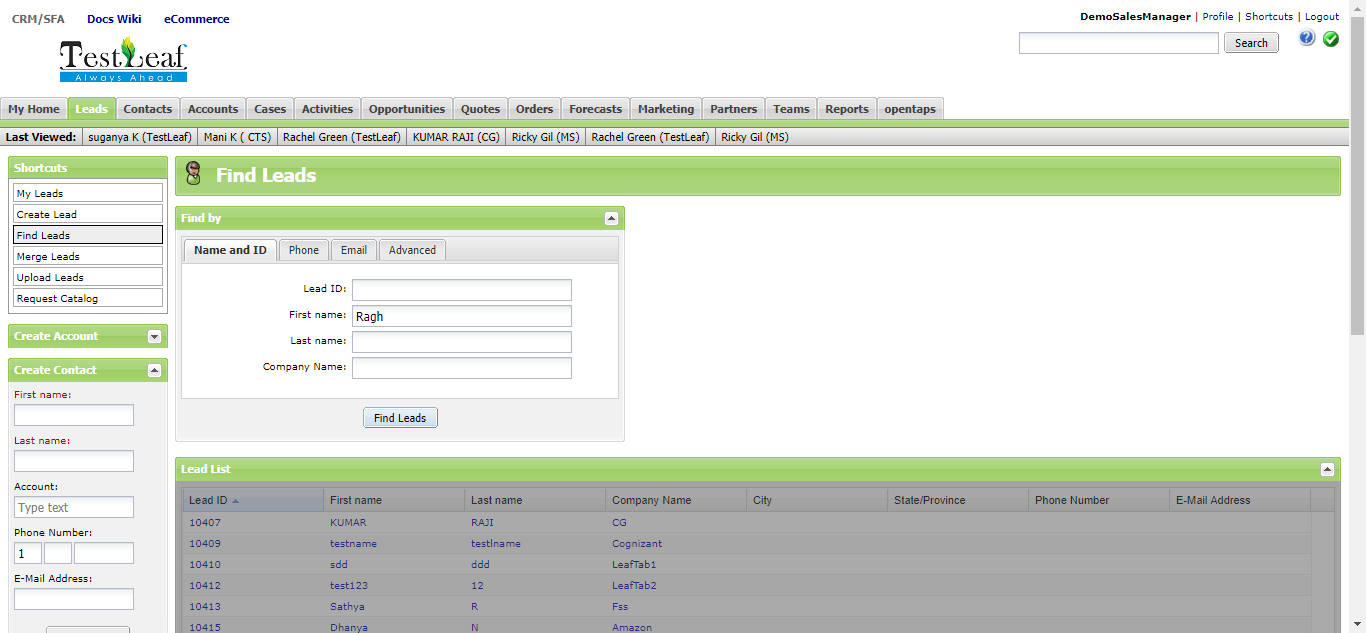 CRM/SFA Docs Wiki eCommerce
DemoSalesManager | Profile | Shortcuts | Logout
TestLeaf
Always Ahead
Search
My Home Leads Contacts Accounts Cases Activities Opportunities Quotes Orders Forecasts Marketing Partners Teams Reports opentaps
Last Viewed: suganya K (TestLeaf) Mani K ( CTS) Rachel Green (TestLeaf) KUMAR RAJI (CG) Ricky Gil (MS) Rachel Green (TestLeaf) Ricky Gil (MS)
Shortcuts
My Leads
Create Lead
Find Leads
Merge Leads
Upload Leads
Request Catalog
Create Account
Create Contact
First name:
Last name:
Account:
Type text
Phone Number:
1
E-Mail Address:
Find Leads
Find by
Name and ID Phone Email Advanced
Lead ID:
First name: Ragh
Last name:
Company Name:
Find Leads
Lead List
Lead ID First name Last name Company Name City State/Province Phone Number E-Mail Address
10407 KUMAR RAJI CG
10409 testname testlname Cognizant
10410 sdd ddd LeafTab1
10412 test123 12 LeafTab2
10413 Sathya R Fss
10415 Dhanya N Amazon